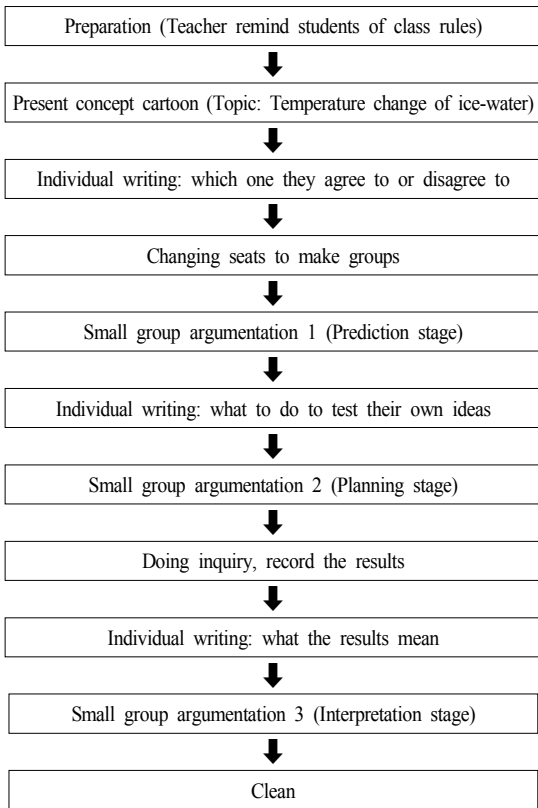 Preparation (Teacher remind students of class rules)
Present concept cartoon (Topic: Temperature change of ice-water)
Individual writing: which one they agree to or disagree to
Changing seats to make groups
Small group argumentation 1 (Prediction stage)
Individual writing: what to do to test their own ideas
Small group argumentation 2 (Planning stage)
Doing inquiry, record the results
Individual writing: what the results mean
Small group argumentation 3 (Interpretation stage)
Clean